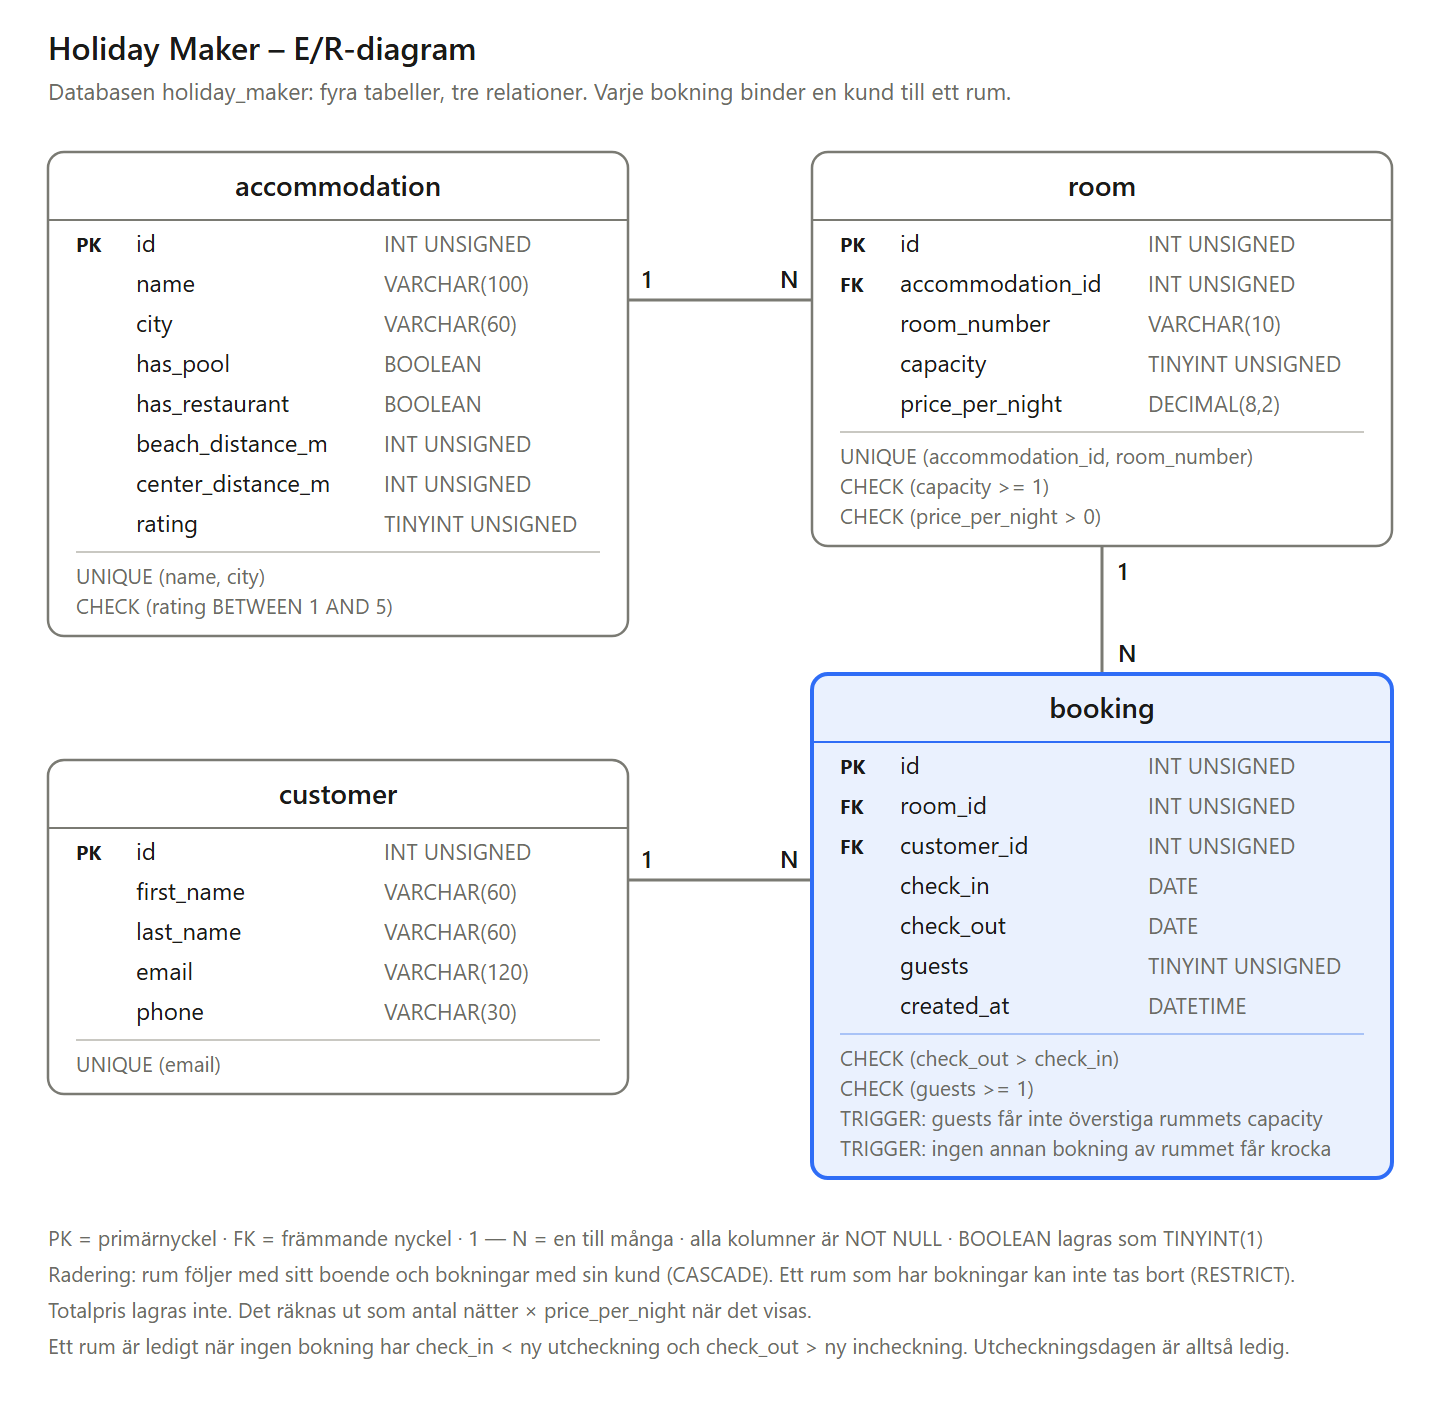 Holiday Maker – E/R-diagram
Databasen holiday_maker: fyra tabeller, tre relationer. Varje bokning binder en kund till ett rum.
accommodation
PK id INT UNSIGNED
name VARCHAR(100)
city VARCHAR(60)
has_pool BOOLEAN
has_restaurant BOOLEAN
beach_distance_m INT UNSIGNED
center_distance_m INT UNSIGNED
rating TINYINT UNSIGNED
UNIQUE (name, city)
CHECK (rating BETWEEN 1 AND 5)
1 N
room
PK id INT UNSIGNED
FK accommodation_id INT UNSIGNED
room_number VARCHAR(10)
capacity TINYINT UNSIGNED
price_per_night DECIMAL(8,2)
UNIQUE (accommodation_id, room_number)
CHECK (capacity >= 1)
CHECK (price_per_night > 0)
1
N
customer
PK id INT UNSIGNED
first_name VARCHAR(60)
last_name VARCHAR(60)
email VARCHAR(120)
phone VARCHAR(30)
UNIQUE (email)
1 N
booking
PK id INT UNSIGNED
FK room_id INT UNSIGNED
FK customer_id INT UNSIGNED
check_in DATE
check_out DATE
guests TINYINT UNSIGNED
created_at DATETIME
CHECK (check_out > check_in)
CHECK (guests >= 1)
TRIGGER: guests får inte överstiga rummets capacity
TRIGGER: ingen annan bokning av rummet får krocka
PK = primärnyckel · FK = främmande nyckel · 1 — N = en till många · alla kolumner är NOT NULL · BOOLEAN lagras som TINYINT(1)
Radering: rum följer med sitt boende och bokningar med sin kund (CASCADE). Ett rum som har bokningar kan inte tas bort (RESTRICT).
Totalpris lagras inte. Det räknas ut som antal nätter × price_per_night när det visas.
Ett rum är ledigt när ingen bokning har check_in < ny utcheckning och check_out > ny incheckning. Utcheckningsdagen är alltså ledig.